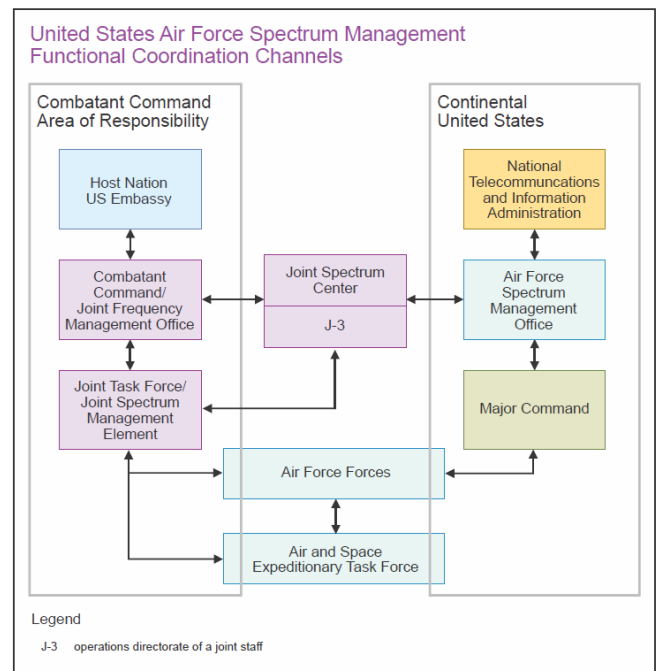 United States Air Force Spectrum Management
Functional Coordination Channels
Combatant Command
Area of Responsibility
Continental
United States
Host Nation
US Embassy
National
Telecommuncations
and Information
Administration
Combatant
Command/
Joint Frequency
Management Office
Joint Spectrum
Center
J-3
Air Force
Spectrum
Management
Office
Joint Task Force/
Joint Spectrum
Management
Element
Major Command
Air Force Forces
Air and Space
Expeditionary Task Force
Legend
J-3 operations directorate of a joint staff